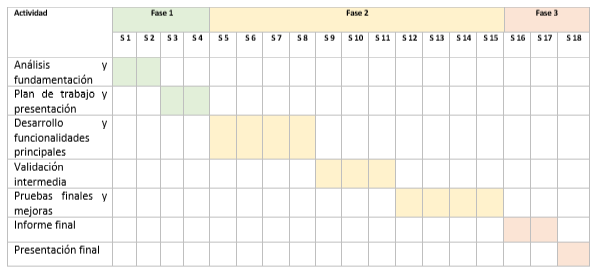 Actividad Fase 1 Fase 2 Fase 3
S 1 S 2 S 3 S 4 S 5 S 6 S 7 S 8 S 9 S 10 S 11 S 12 S 13 S 14 S 15 S 16 S 17 S 18
Análisis y
fundamentación
Plan de trabajo y
presentación
Desarrollo y
funcionalidades
principales
Validación
intermedia
Pruebas finales y
mejoras
Informe final
Presentación final